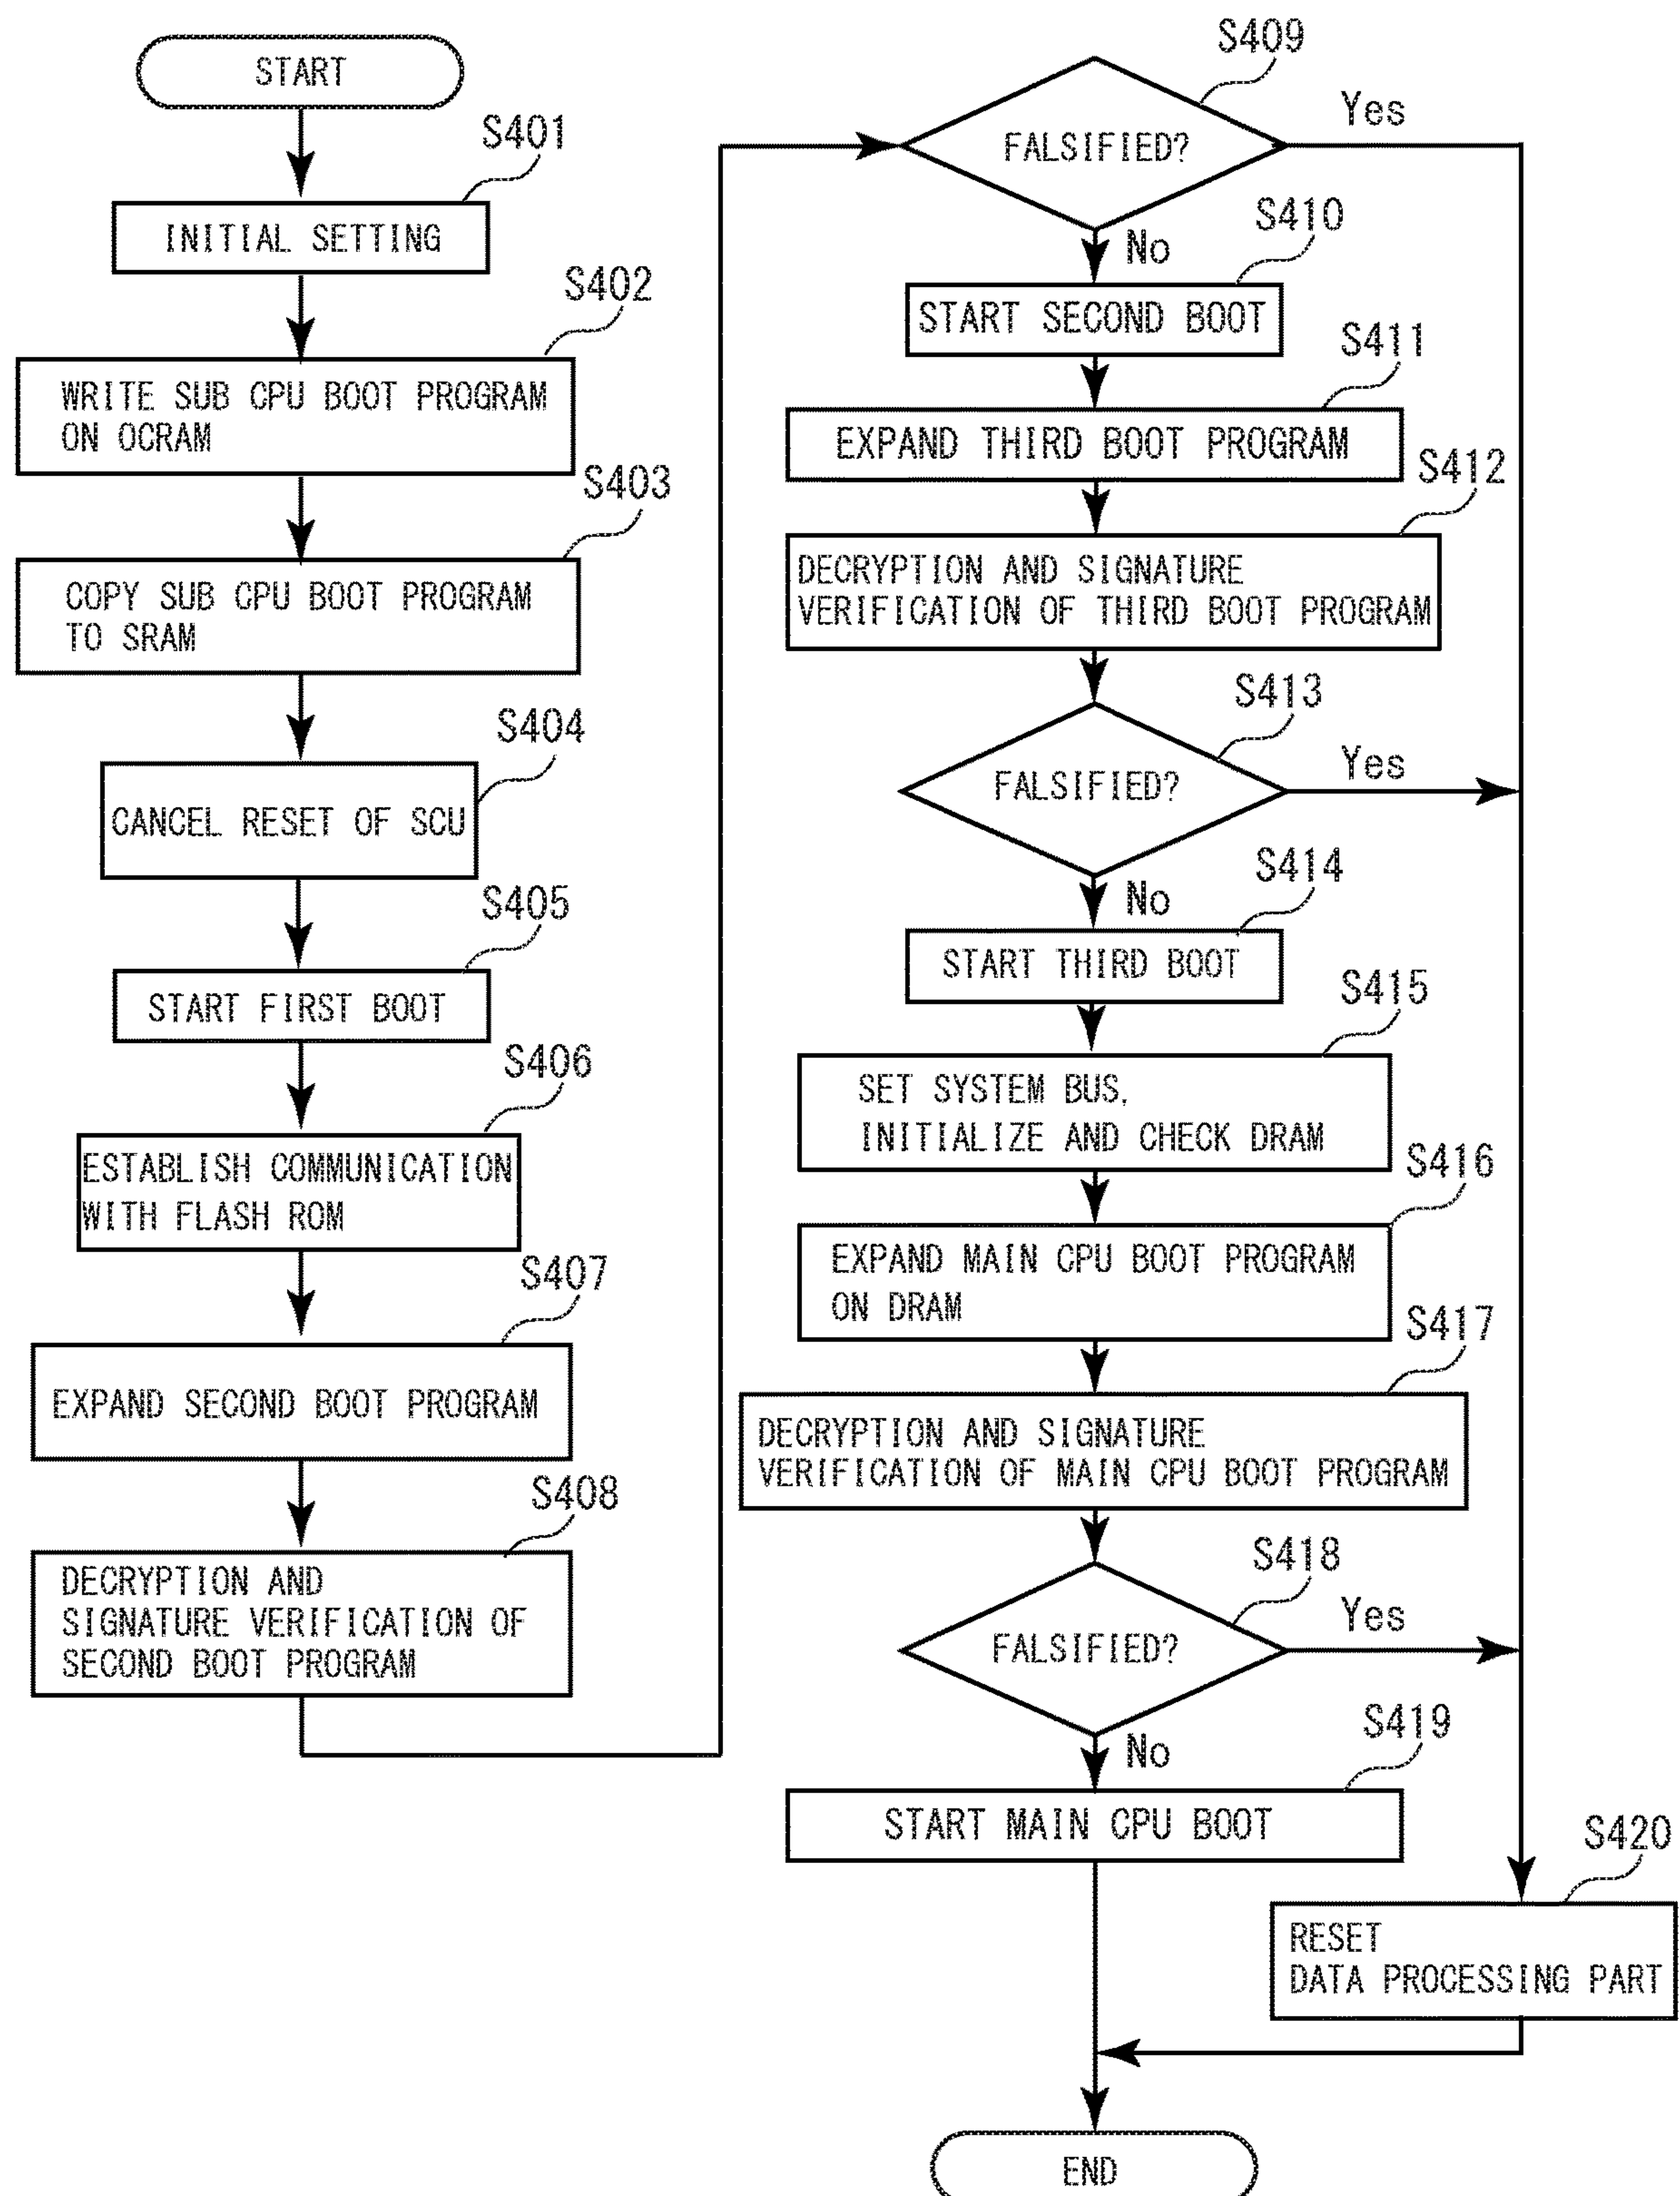 START
S401
INITIAL SETTING
S402
WRITE SUB CPU BOOT PROGRAM
ON OCRAM
S403
COPY SUB CPU BOOT PROGRAM
TO SRAM
S404
CANCEL RESET OF SCU
S405
START FIRST BOOT
S406
ESTABLISH COMMUNICATION
WITH FLASH ROM
S407
EXPAND SECOND BOOT PROGRAM
S408
DECRYPTION AND
SIGNATURE VERIFICATION OF
SECOND BOOT PROGRAM
S409
FALSIFIED?
Yes
No
S410
START SECOND BOOT
S411
EXPAND THIRD BOOT PROGRAM
S412
DECRYPTION AND SIGNATURE
VERIFICATION OF THIRD BOOT PROGRAM
S413
FALSIFIED?
Yes
No
S414
START THIRD BOOT
S415
SET SYSTEM BUS,
INITIALIZE AND CHECK DRAM
S416
EXPAND MAIN CPU BOOT PROGRAM
ON DRAM
S417
DECRYPTION AND SIGNATURE
VERIFICATION OF MAIN CPU BOOT PROGRAM
S418
FALSIFIED?
Yes
No
S419
START MAIN CPU BOOT
S420
RESET
DATA PROCESSING PART
END